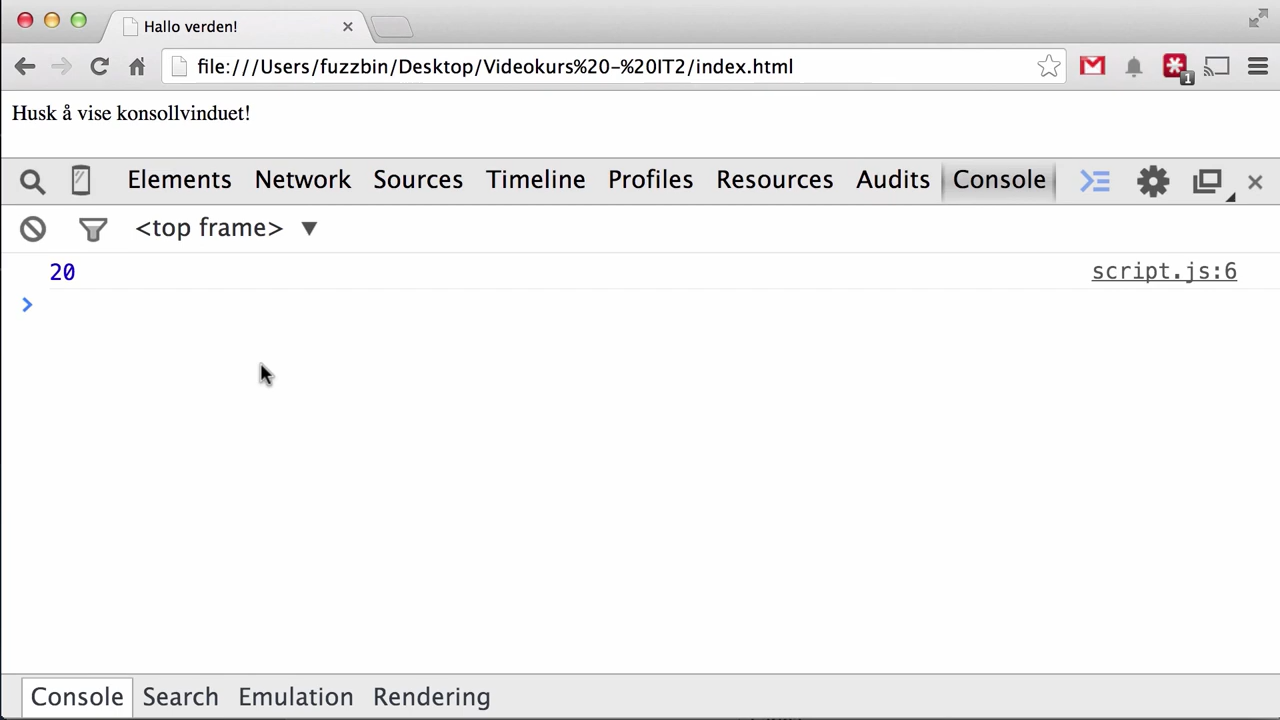 Hallo verden!
file:///Users/fuzzbin/Desktop/Videokurs%20-%20IT2/index.html
1
Husk å vise konsollvinduet!
Elements Network Sources Timeline Profiles Resources Audits Console
<top frame>
20 script.js:6
Console Search Emulation Rendering